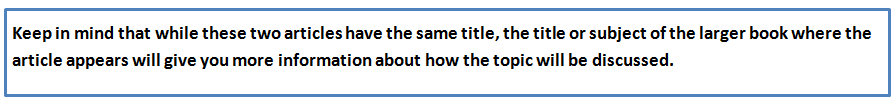 Keep in mind that while these two articles have the same title, the title or subject of the larger book where the
article appears will give you more information about how the topic will be discussed.